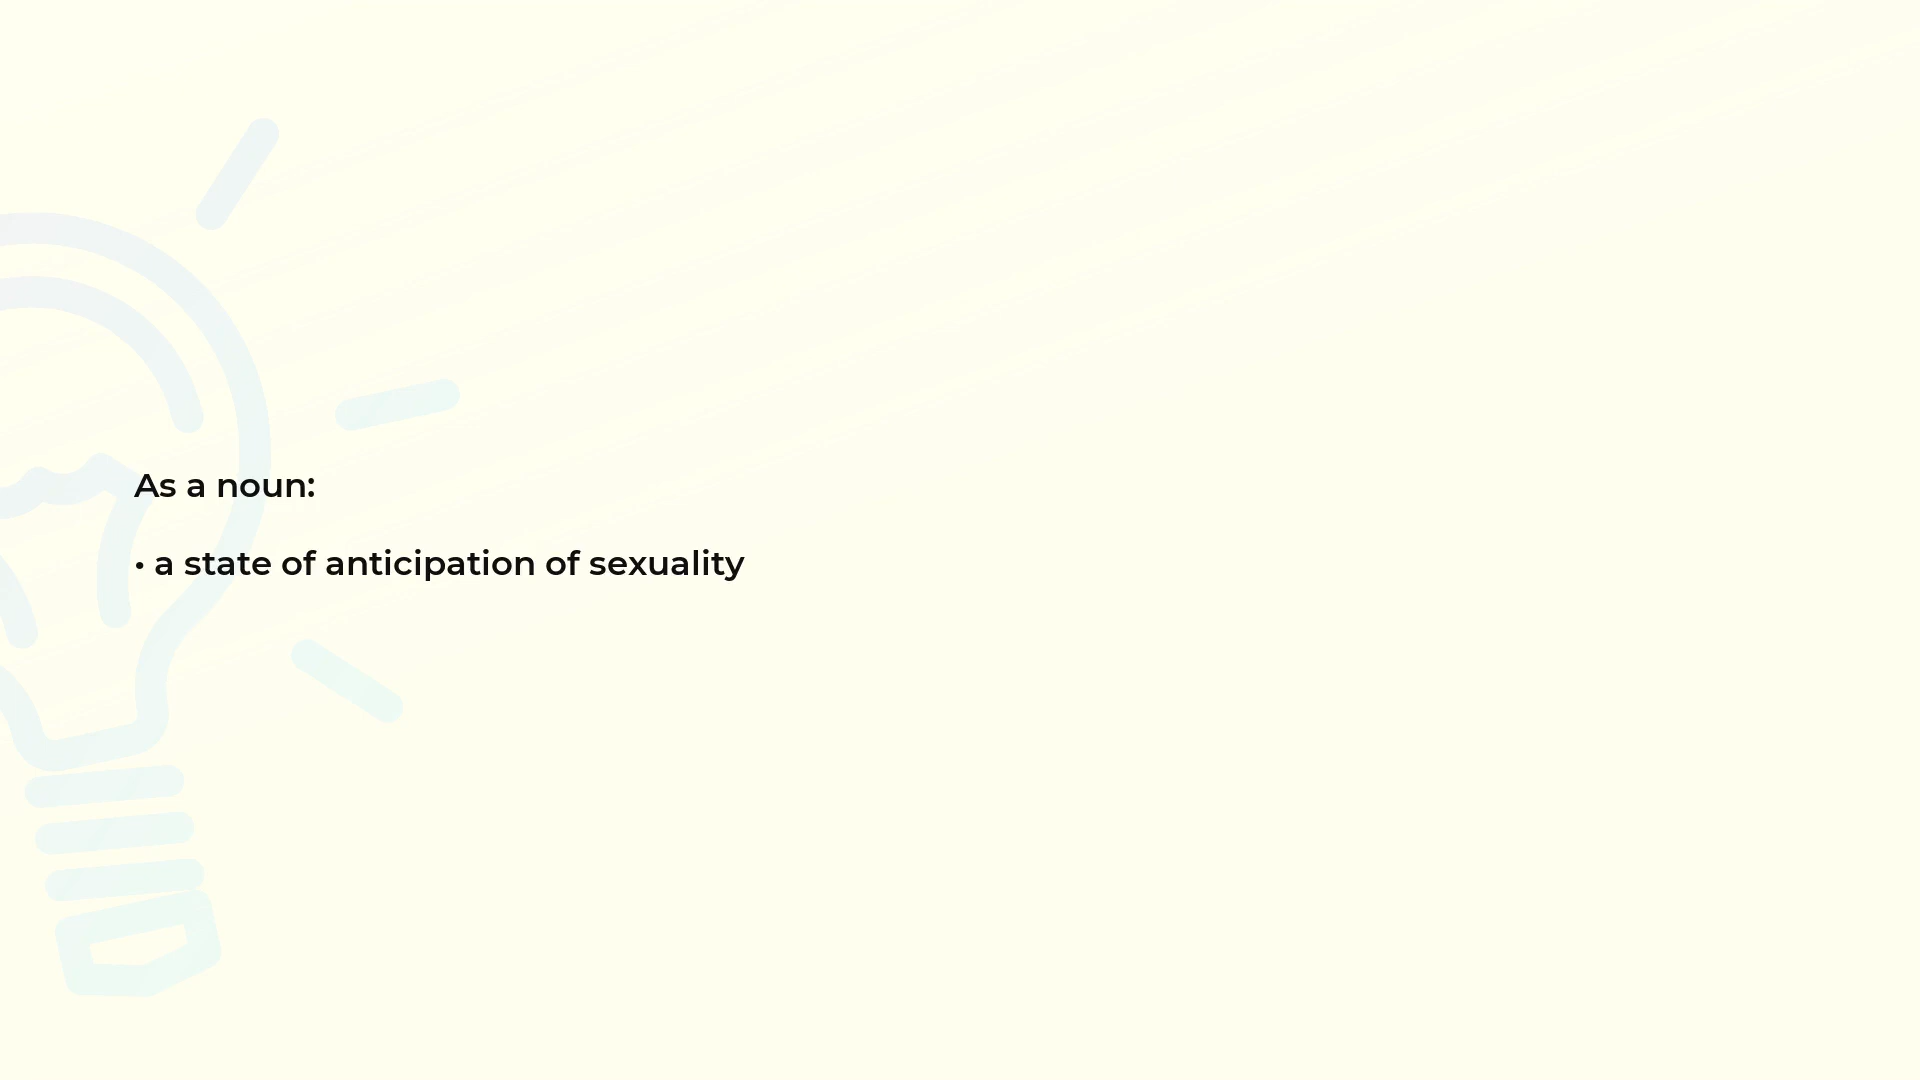 As a noun:
• a state of anticipation of sexuality